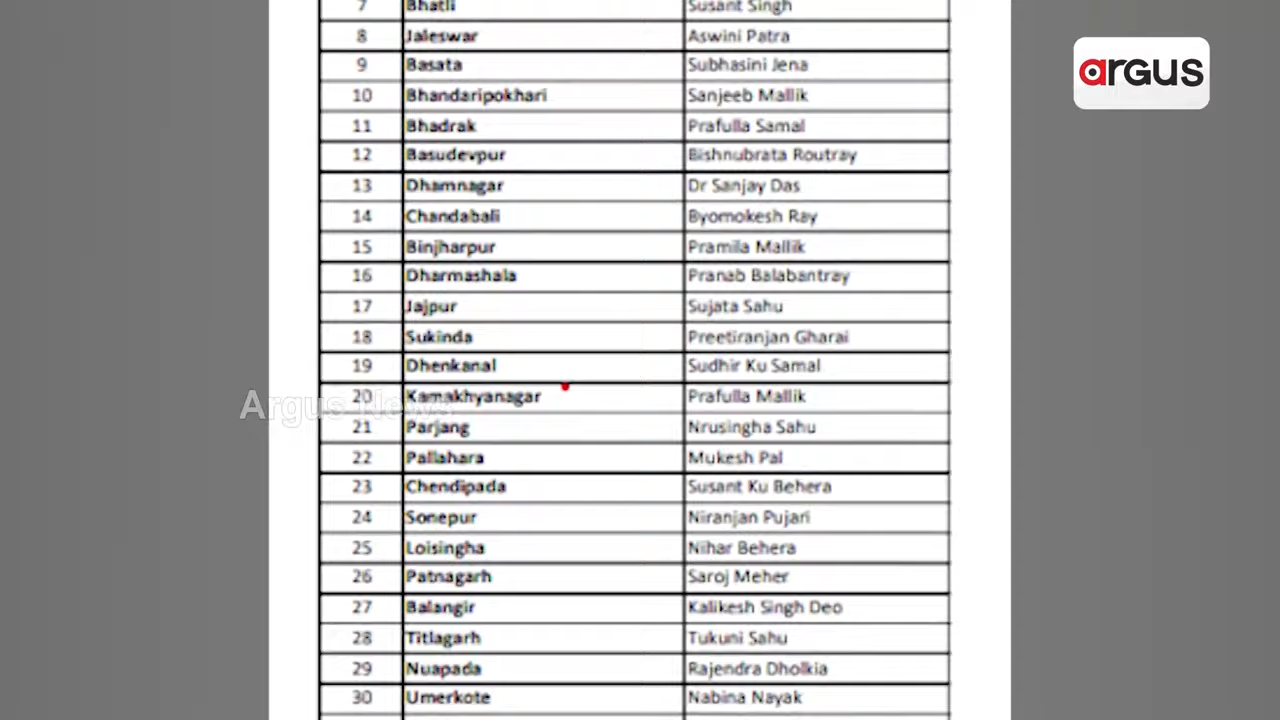 7 Bhatli Susant Singh
8 Jaleswar Aswini Patra
9 Basata Subhasini Jena
10 Bhandaripokhari Sanjeeb Mallik
11 Bhadrak Prafulla Samal
12 Basudevpur Bishnubrata Routray
13 Dhamnagar Dr Sanjay Das
14 Chandabali Byomokesh Ray
15 Binjharpur Pramila Mallik
16 Dharmashala Pranab Balabantray
17 Jajpur Sujata Sahu
18 Sukinda Preetiranjan Gharai
19 Dhenkanal Sudhir Ku Samal
20 Kamakhyanagar Prafulla Mallik
21 Parjang Nrusingha Sahu
22 Pallahara Mukesh Pal
23 Chendipada Susant Ku Behera
24 Sonepur Niranjan Pujari
25 Loisingha Nihar Behera
26 Patnagarh Saroj Meher
27 Balangir Kalikesh Singh Deo
28 Titlagarh Tukuni Sahu
29 Nuapada Rajendra Dholkia
30 Umerkote Nabina Nayak
argus
Argus News